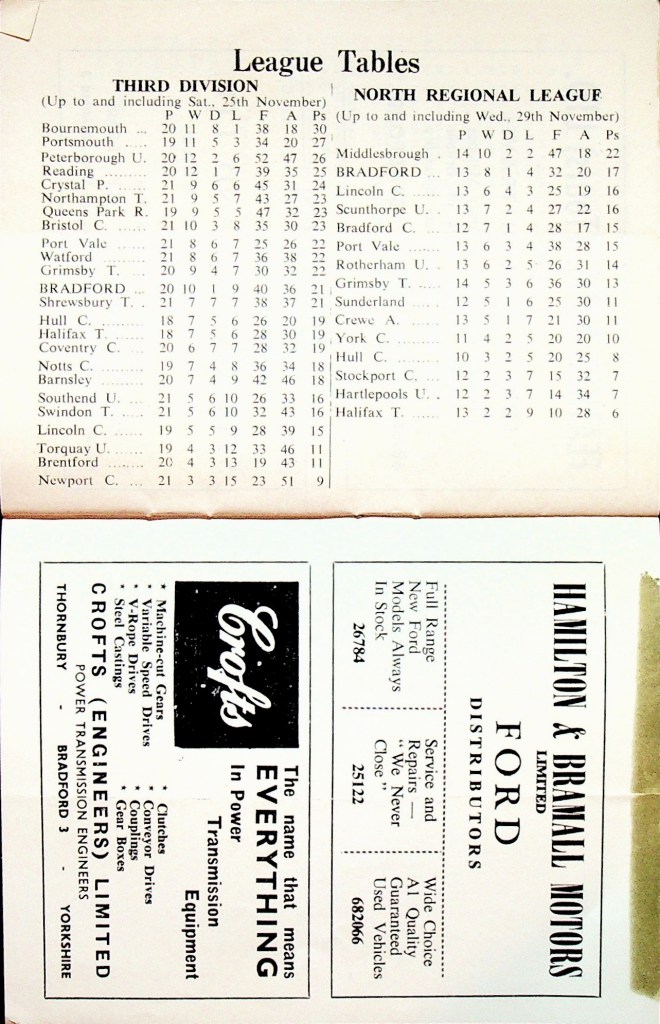 League Tables
THIRD DIVISION
(Up to and including Sat., 25th November)
P W D L F A Ps
Bournemouth ... 20 11 8 1 38 18 30
Portsmouth ..... 19 11 5 3 34 20 27
Peterborough U. 20 12 2 6 52 47 26
Reading ......... 20 12 1 7 39 35 25
Crystal P. ...... 21 9 6 6 45 31 24
Northampton T. 21 9 5 7 43 27 23
Queens Park R. 19 9 5 5 47 32 23
Bristol C. ....... 21 10 3 8 35 30 23
Port Vale ...... 21 8 6 7 25 26 22
Watford ......... 21 8 6 7 36 38 22
Grimsby T. ... 20 9 4 7 30 32 22
BRADFORD ... 20 10 1 9 40 36 21
Shrewsbury T. . 21 7 7 7 38 37 21
Hull C. ......... 18 7 5 6 26 20 19
Halifax T. ...... 18 7 5 6 28 30 19
Coventry C. ... 20 6 7 7 28 32 19
Notts C. ......... 19 7 4 8 36 34 18
Barnsley ......... 20 7 4 9 42 46 18
Southend U. ... 21 5 6 10 26 33 16
Swindon T. ... 21 5 6 10 32 43 16
Lincoln C. ...... 19 5 5 9 28 39 15
Torquay U. ...... 19 4 3 12 33 46 11
Brentford ........ 20 4 3 13 19 43 11
Newport C. ... 21 3 3 15 23 51 9
NORTH REGIONAL LEAGUE
(Up to and including Wed., 29th November)
P W D L F A Ps
Middlesbrough . 14 10 2 2 47 18 22
BRADFORD ... 13 8 1 4 32 20 17
Lincoln C. ...... 13 6 4 3 25 19 16
Scunthorpe U. . 13 7 2 4 27 22 16
Bradford C. ... 12 7 1 4 28 17 15
Port Vale ...... 13 6 3 4 38 28 15
Rotherham U. . 13 6 2 5 26 31 14
Grimsby T. ... 14 5 3 6 36 30 13
Sunderland ...... 12 5 1 6 25 30 11
Crewe A. ...... 13 5 1 7 21 30 11
York C. ......... 11 4 2 5 20 20 10
Hull C. ......... 10 3 2 5 20 25 8
Stockport C. ... 12 2 3 7 15 32 7
Hartlepools U. . 12 2 3 7 14 34 7
Halifax T. ...... 13 2 2 9 10 28 6
HAMILTON & BRAMALL MOTORS
LIMITED
FORD
DISTRIBUTORS
Full Range
New Ford
Models Always
In Stock
26784
Service and
Repairs —
" We Never
Close "
25122
Wide Choice
A1 Quality
Guaranteed
Used Vehicles
682066
Crofts
The name that means
EVERYTHING
In Power
Transmission
Equipment
* Machine-cut Gears
* Variable Speed Drives
* V-Rope Drives
* Steel Castings
* Clutches
* Conveyor Drives
* Couplings
* Gear Boxes
CROFTS (ENGINEERS) LIMITED
POWER TRANSMISSION ENGINEERS
THORNBURY - BRADFORD 3 - YORKSHIRE